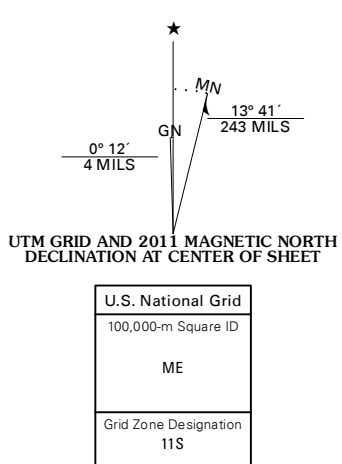 ★
MN
13° 41´
243 MILS
GN
0° 12´
4 MILS
UTM GRID AND 2011 MAGNETIC NORTH
DECLINATION AT CENTER OF SHEET
U.S. National Grid
100,000-m Square ID
ME
Grid Zone Designation
11S